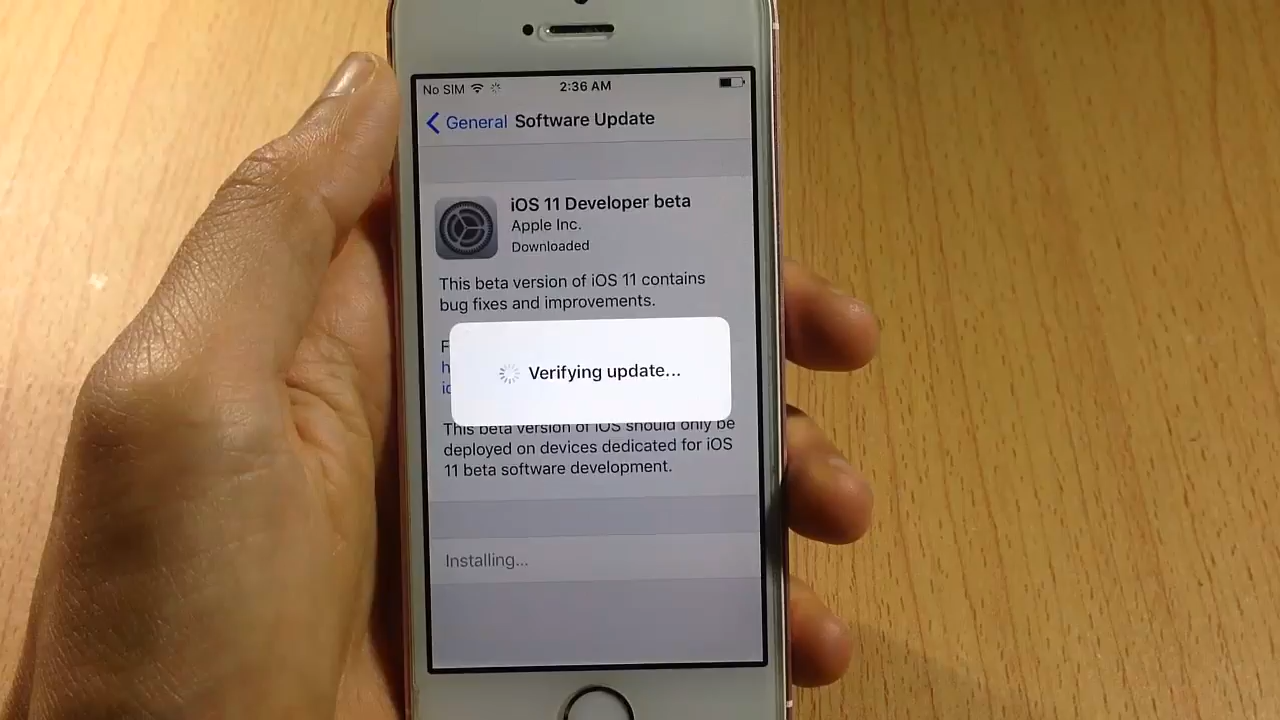 No SIM 2:36 AM
General Software Update
iOS 11 Developer beta
Apple Inc.
Downloaded
This beta version of iOS 11 contains
bug fixes and improvements.
Verifying update...
This beta version of iOS should only be
deployed on devices dedicated for iOS
11 beta software development.
Installing...